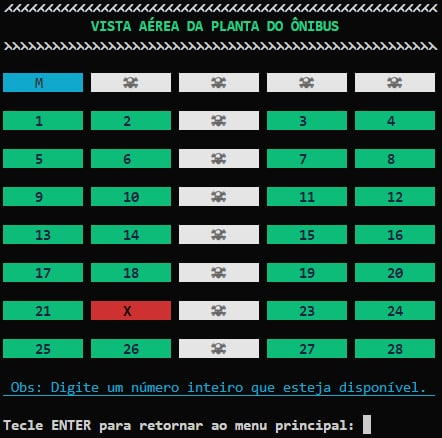 VISTA AÉREA DA PLANTA DO ÔNIBUS
M
1 2 3 4
5 6 7 8
9 10 11 12
13 14 15 16
17 18 19 20
21 X 23 24
25 26 27 28
Obs: Digite um número inteiro que esteja disponível.
Tecle ENTER para retornar ao menu principal: